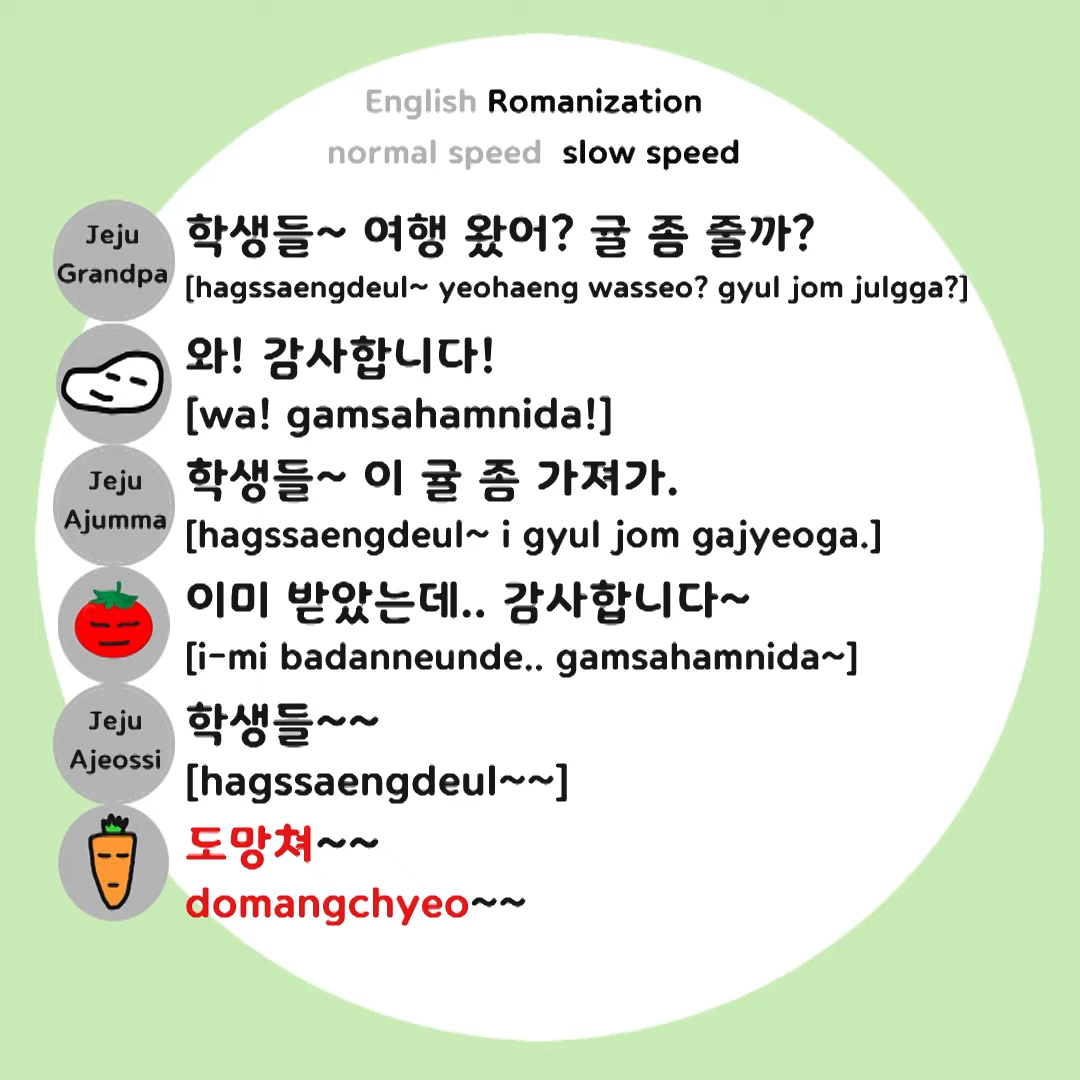 English Romanization
normal speed slow speed
Jeju
Grandpa
학생들~ 여행 왔어? 귤 좀 줄까?
[hagssaengdeul~ yeohaeng wasseo? gyul jom julgga?]
와! 감사합니다!
[wa! gamsahamnida!]
Jeju
Ajumma
학생들~ 이 귤 좀 가져가.
[hagssaengdeul~ i gyul jom gajyeoga.]
이미 받았는데.. 감사합니다~
[i-mi badanneunde.. gamsahamnida~]
Jeju
Ajeossi
학생들~~
[hagssaengdeul~~]
도망쳐~~
domangchyeo~~